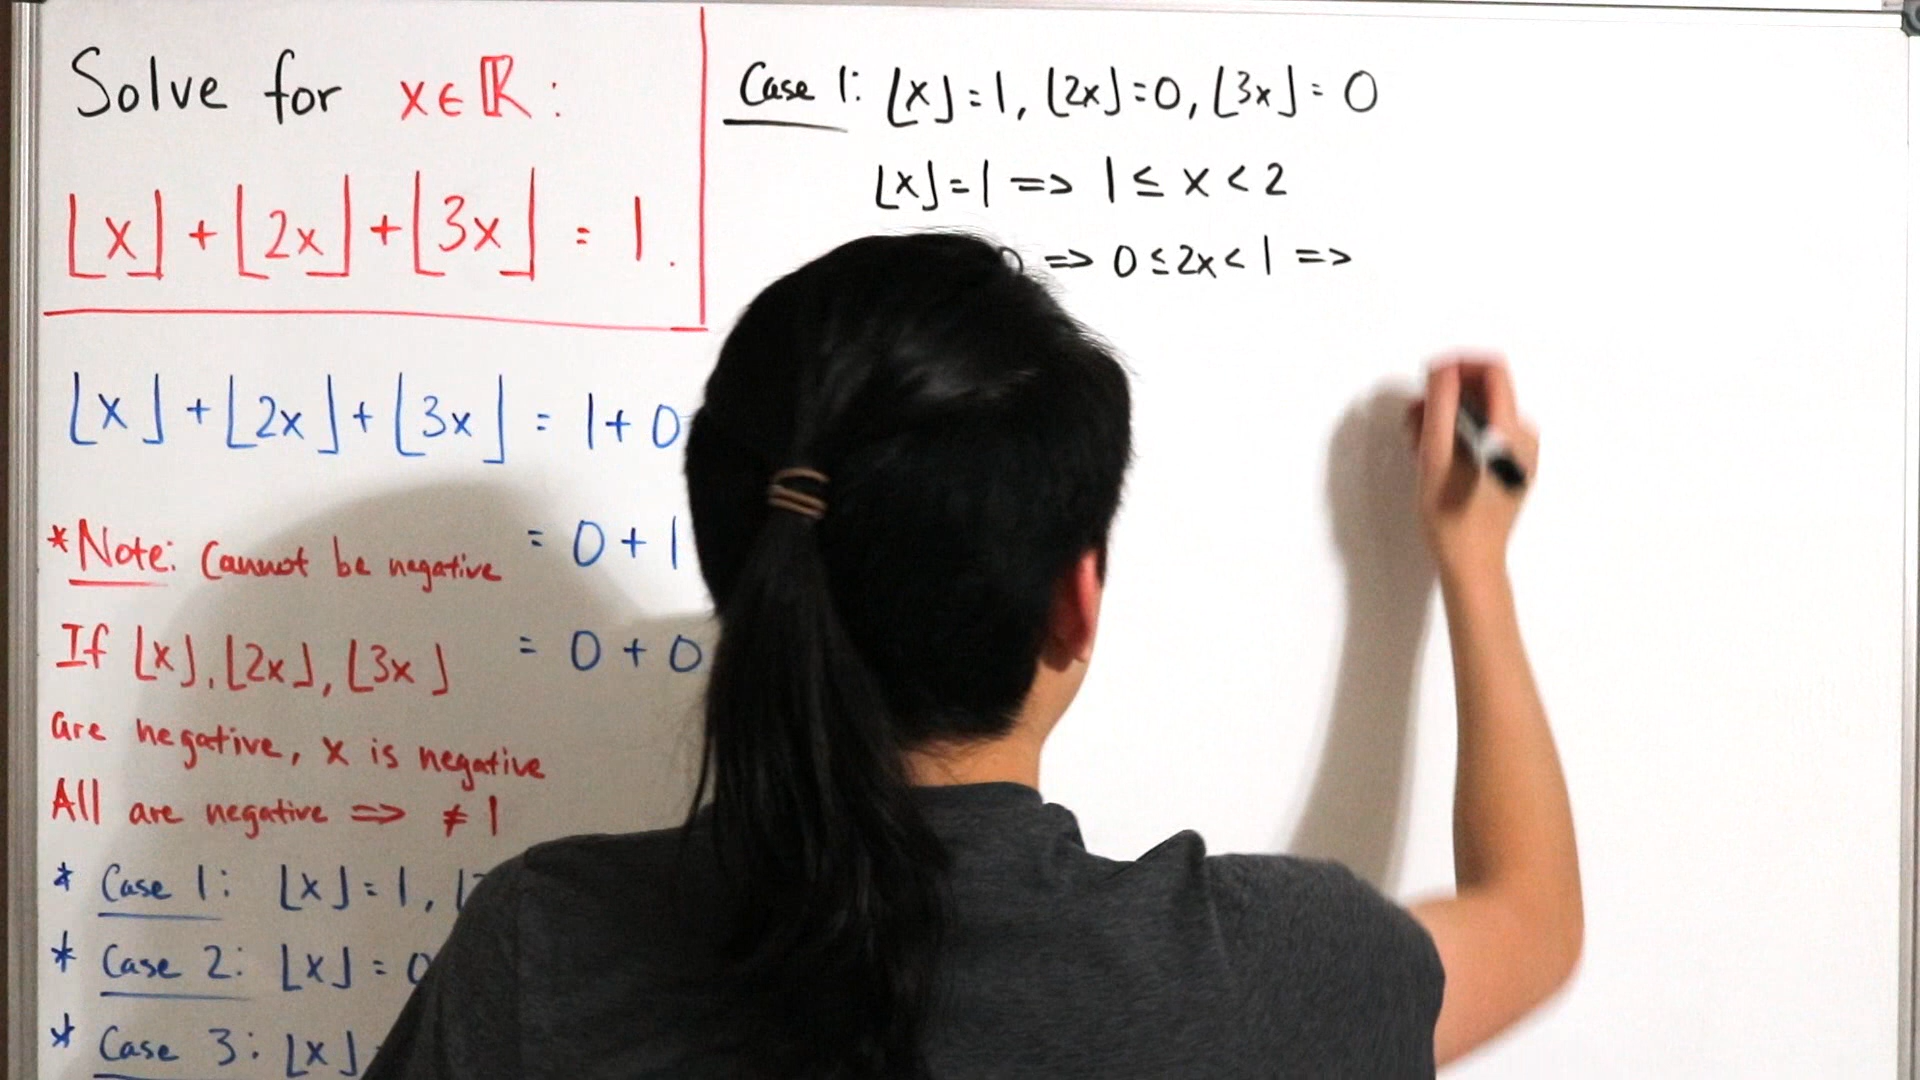 Solve for x∈ℝ:
⌊x⌋+⌊2x⌋+⌊3x⌋ = 1.
⌊x⌋+⌊2x⌋+⌊3x⌋ = 1+0
= 0+1
*Note: Cannot be negative
= 0+0
If ⌊x⌋,⌊2x⌋,⌊3x⌋
are negative, x is negative
All are negative => ≠1
* Case 1: ⌊x⌋=1,
* Case 2: ⌊x⌋=0
* Case 3: ⌊x⌋
Case 1: ⌊x⌋=1, ⌊2x⌋=0, ⌊3x⌋=0
⌊x⌋=1 => 1≤x<2
0 => 0≤2x<1 =>